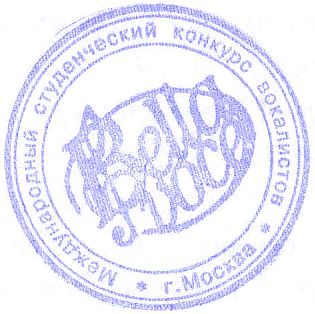 Международный студенческий конкурс вокалистов
* г.Москва *
Bella
Voce